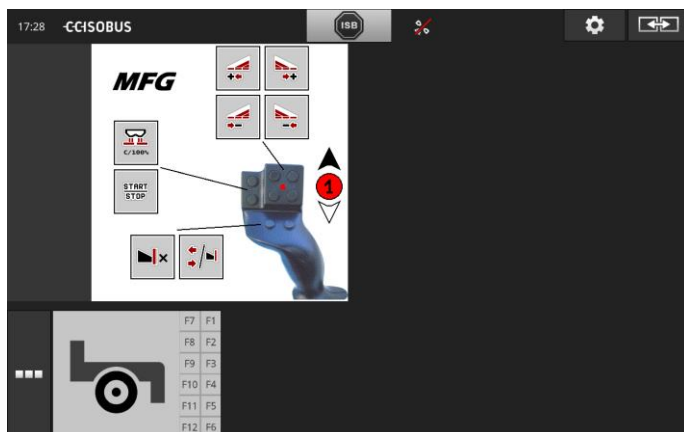 17:28 CCISOBUS ISB
MFG
C/100%
START
STOP
1
F7 F1
F8 F2
F9 F3
F10 F4
F11 F5
F12 F6